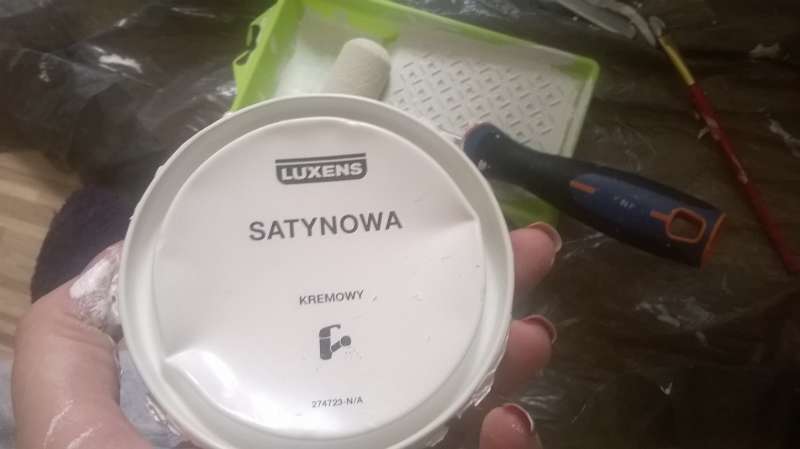 LUXENS
SATYNOWA
KREMOWY
274723-N/A